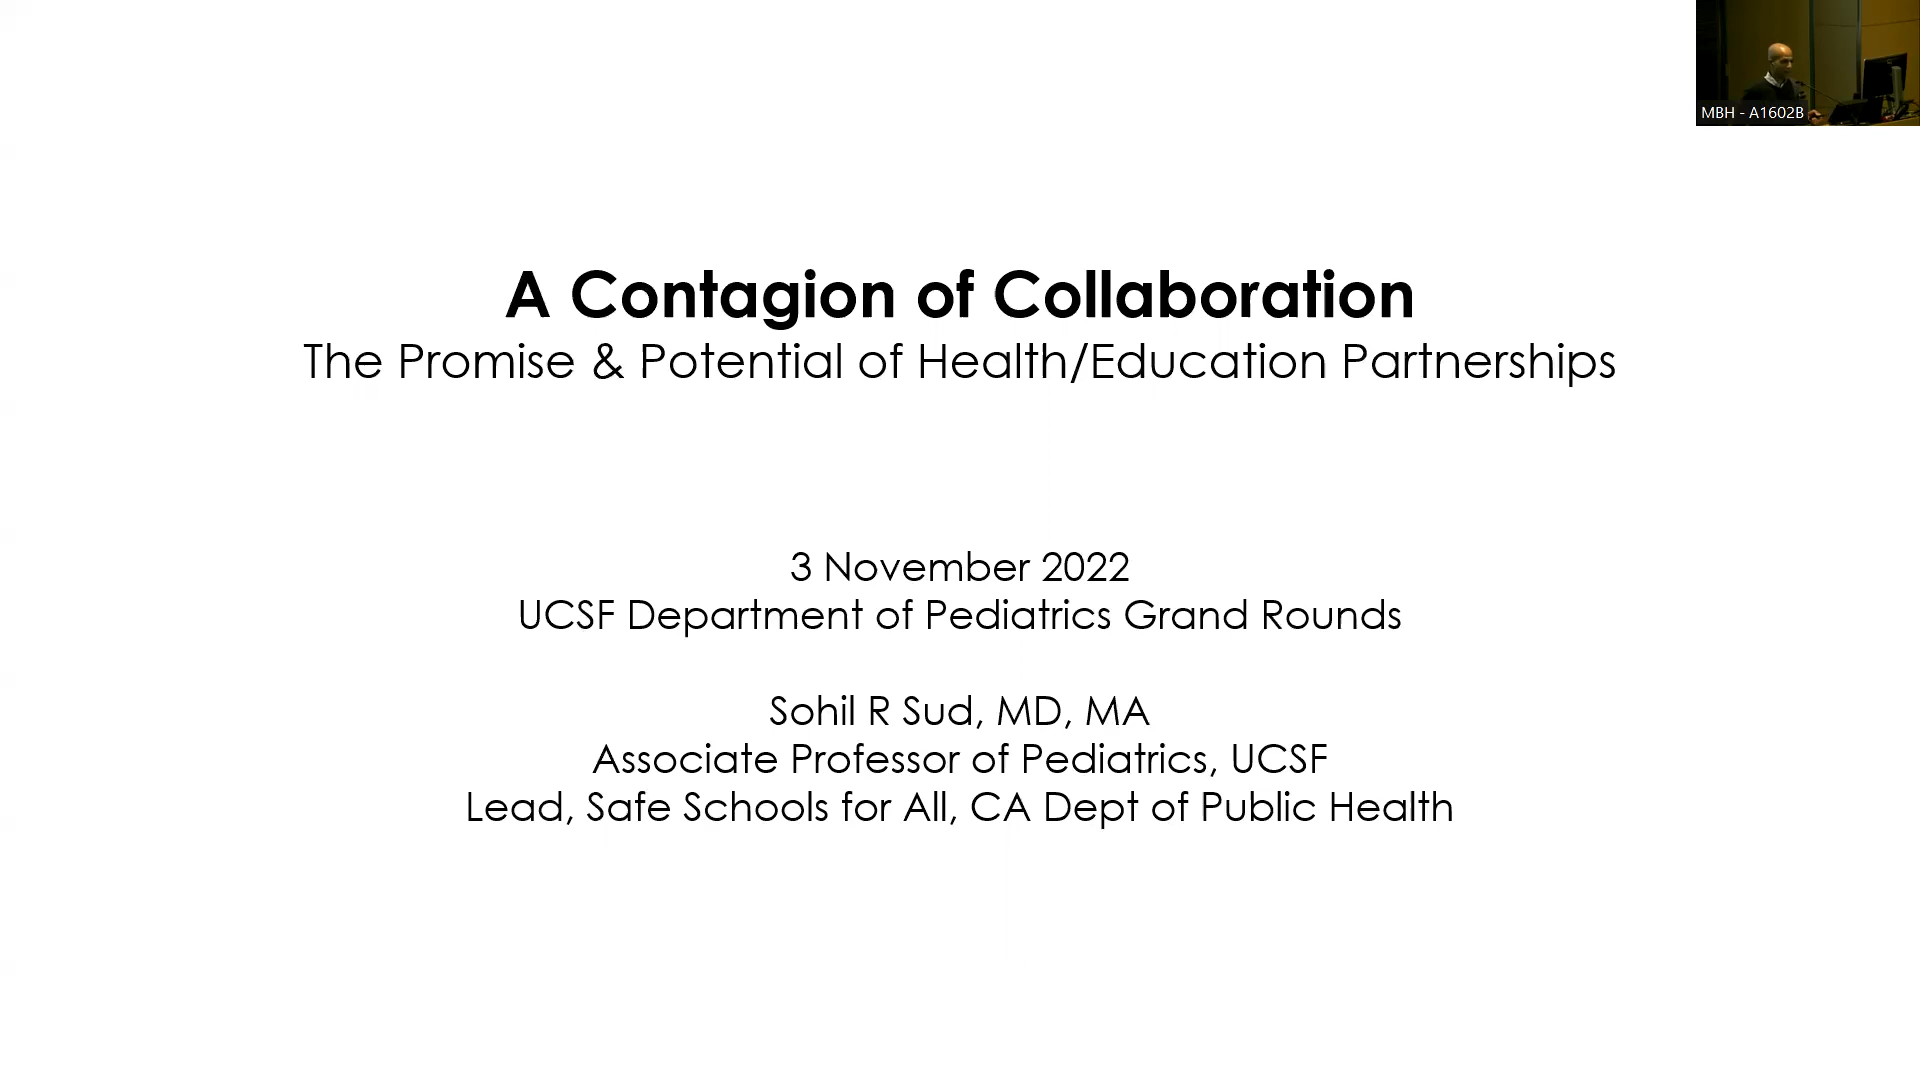 MBH - A1602B
A Contagion of Collaboration
The Promise & Potential of Health/Education Partnerships
3 November 2022
UCSF Department of Pediatrics Grand Rounds
Sohil R Sud, MD, MA
Associate Professor of Pediatrics, UCSF
Lead, Safe Schools for All, CA Dept of Public Health